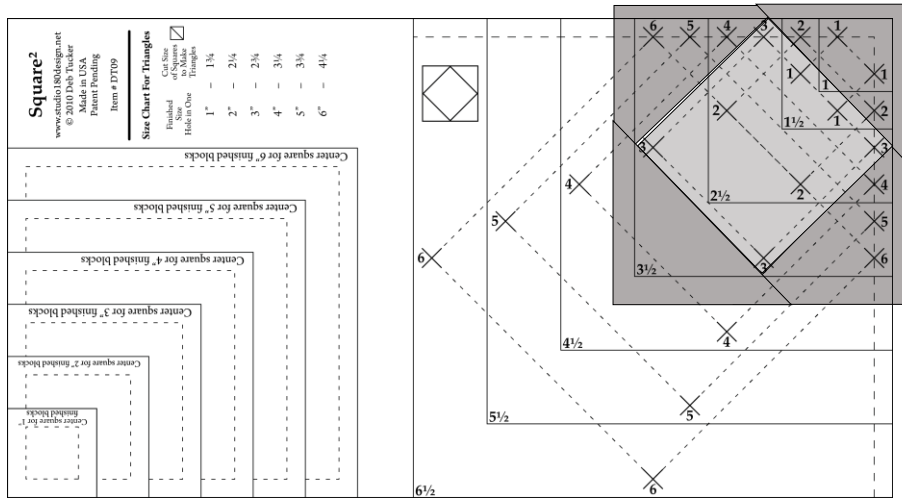 Square²
www.studio180design.net
© 2010 Deb Tucker
Made in USA
Patent Pending
Item # DT09
Size Chart For Triangles
Finished
Size
Hole in One
Cut Size
of Squares
to Make
Triangles
1" – 1¾
2" – 2¼
3" – 2¾
4" – 3¼
5" – 3¾
6" – 4¼
Center square for 6" finished blocks
Center square for 5" finished blocks
Center square for 4" finished blocks
Center square for 3" finished blocks
Center square for 2" finished blocks
Center square for 1"
finished blocks
6 5 4 3 2 1
1 1
1
2 1 2
1½
3 3
4 2 4
2½
5 5
6 3 6
3½
4
4½
5
5½
6
6½